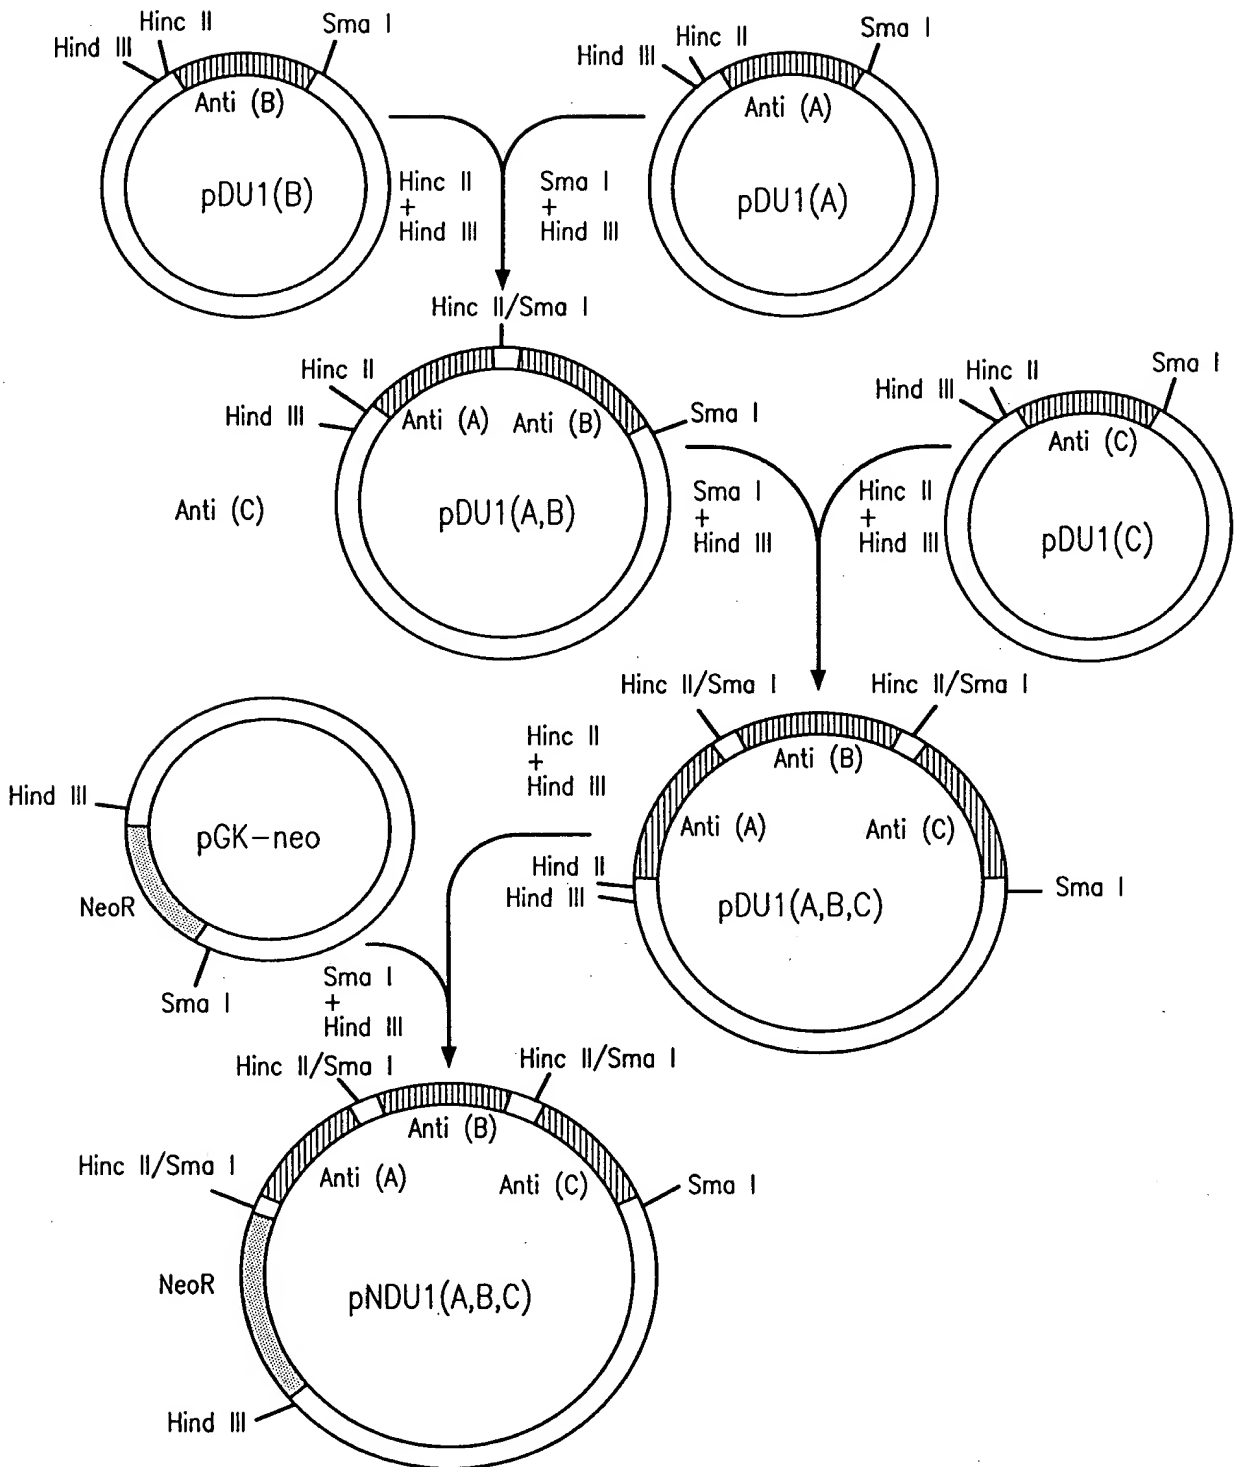 Hinc II
Hind III
Sma I
Anti (B)
pDU1(B)
Hinc II
+
Hind III
Hinc II
Hind III
Sma I
Anti (A)
pDU1(A)
Sma I
+
Hind III
Hinc II/Sma I
Hinc II
Hind III
Anti (A)
Anti (B)
Sma I
Anti (C)
pDU1(A,B)
Sma I
+
Hind III
Hinc II
Hind III
Sma I
Anti (C)
pDU1(C)
Hinc II
+
Hind III
Hinc II/Sma I
Hinc II/Sma I
Anti (B)
Anti (A)
Anti (C)
Hind II
Hind III
Sma I
pDU1(A,B,C)
Hinc II
+
Hind III
Hind III
pGK-neo
NeoR
Sma I
Sma I
+
Hind III
Hinc II/Sma I
Hinc II/Sma I
Anti (B)
Hinc II/Sma I
Anti (A)
Anti (C)
Sma I
NeoR
pNDU1(A,B,C)
Hind III